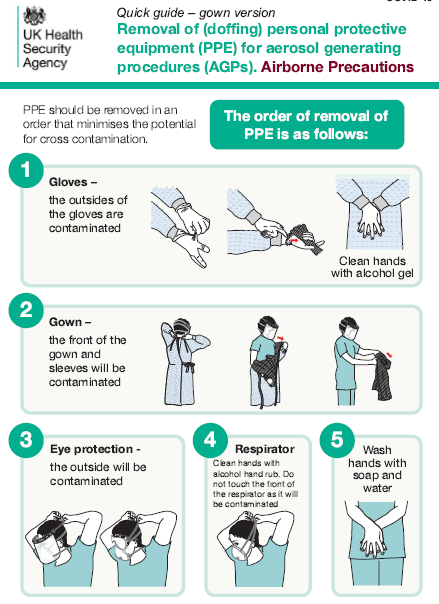 UK Health
Security
Agency
Quick guide – gown version
Removal of (doffing) personal protective
equipment (PPE) for aerosol generating
procedures (AGPs). Airborne Precautions
PPE should be removed in an
order that minimises the potential
for cross contamination.
The order of removal of
PPE is as follows:
1
Gloves –
the outsides of
the gloves are
contaminated
Clean hands
with alcohol gel
2
Gown –
the front of the
gown and
sleeves will be
contaminated
3
Eye protection -
the outside will be
contaminated
4
Respirator
Clean hands with
alcohol hand rub. Do
not touch the front of
the respirator as it will
be contaminated
5
Wash
hands with
soap and
water